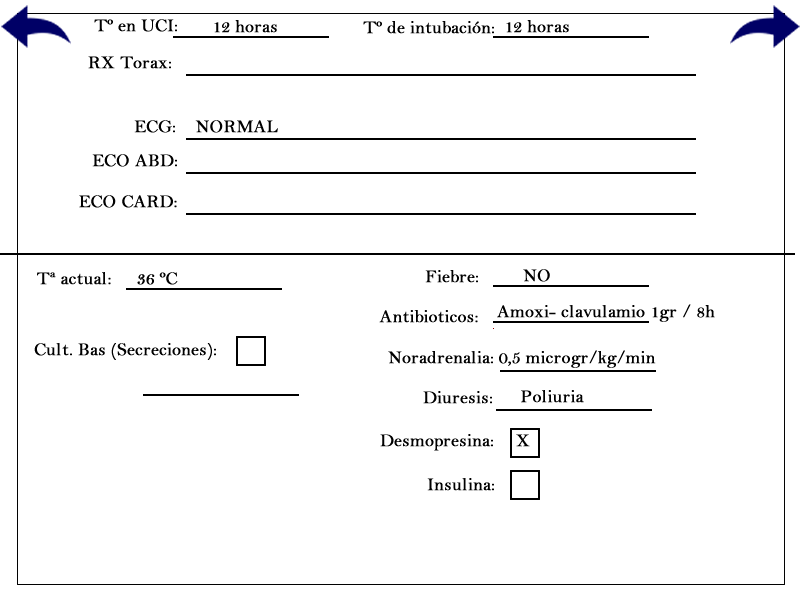 Tº en UCI: 12 horas Tº de intubación: 12 horas
RX Torax:
ECG: NORMAL
ECO ABD:
ECO CARD:
Tª actual: 36 ºC Fiebre: NO
Antibioticos: Amoxi- clavulamio 1gr / 8h
Cult. Bas (Secreciones): Noradrenalia: 0,5 microgr/kg/min
Diuresis: Poliuria
Desmopresina: X
Insulina: